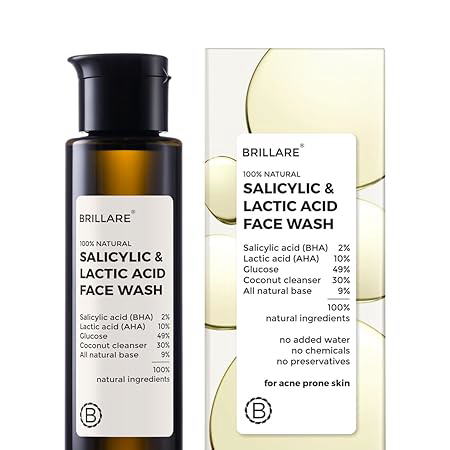 BRILLARE®
100% NATURAL
SALICYLIC &
LACTIC ACID
FACE WASH
Salicylic acid (BHA) 2%
Lactic acid (AHA) 10%
Glucose 49%
Coconut cleanser 30%
All natural base 9%
100%
natural ingredients
B
BRILLARE®
100% NATURAL
SALICYLIC &
LACTIC ACID
FACE WASH
Salicylic acid (BHA) 2%
Lactic acid (AHA) 10%
Glucose 49%
Coconut cleanser 30%
All natural base 9%
100%
natural ingredients
no added water
no chemicals
no preservatives
for acne prone skin
B